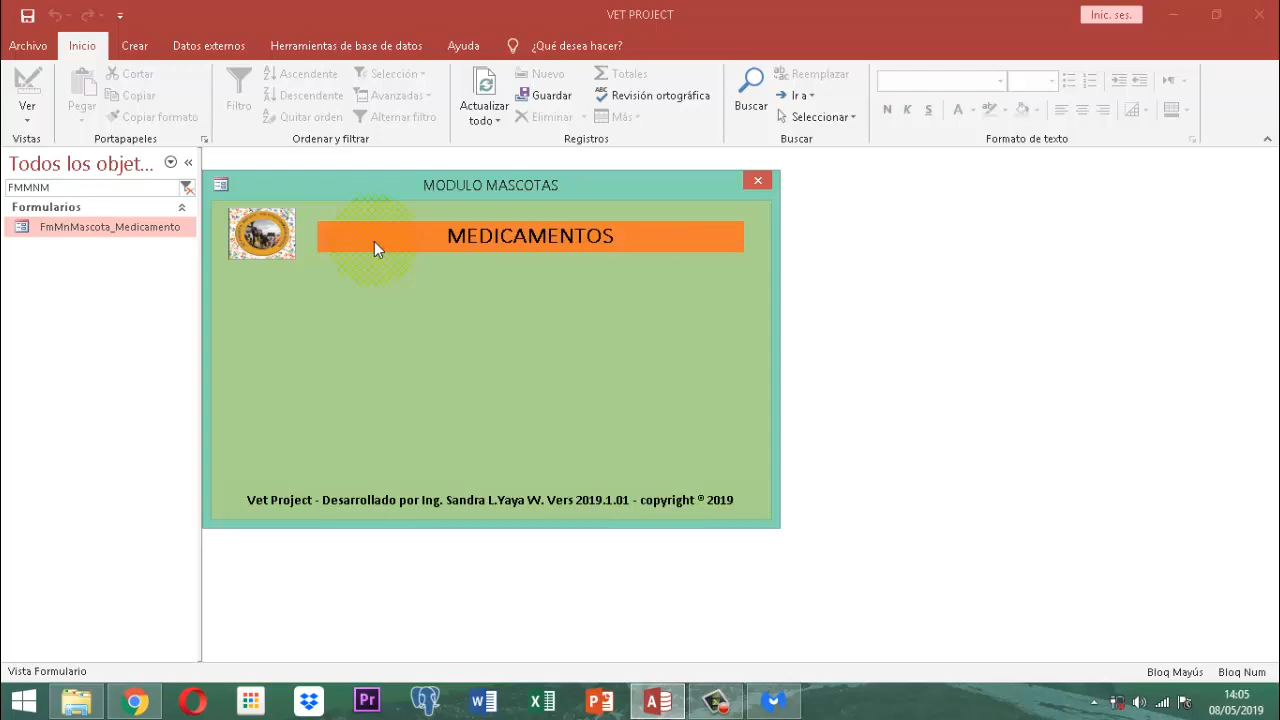 VET PROJECT
Inic. ses.
Archivo Inicio Crear Datos externos Herramientas de base de datos Ayuda ¿Qué desea hacer?
Ver
Vistas
Pegar
Cortar
Copiar
Copiar formato
Portapapeles
Filtro
Ascendente
Descendente
Quitar orden
Selección
Avanzadas
Alternar filtro
Ordenar y filtrar
Actualizar todo
Nuevo
Guardar
Eliminar
Totales
Revisión ortográfica
Más
Registros
Buscar
Reemplazar
Ir a
Seleccionar
Buscar
N K S
A
Formato de texto
Todos los objet...
FMMNM
Formularios
FmMnMascota_Medicamento
MODULO MASCOTAS
MEDICAMENTOS
Vet Project - Desarrollado por Ing. Sandra L.Yaya W. Vers 2019.1.01 - copyright ® 2019
Vista Formulario
Bloq Mayús Bloq Num
14:05
08/05/2019